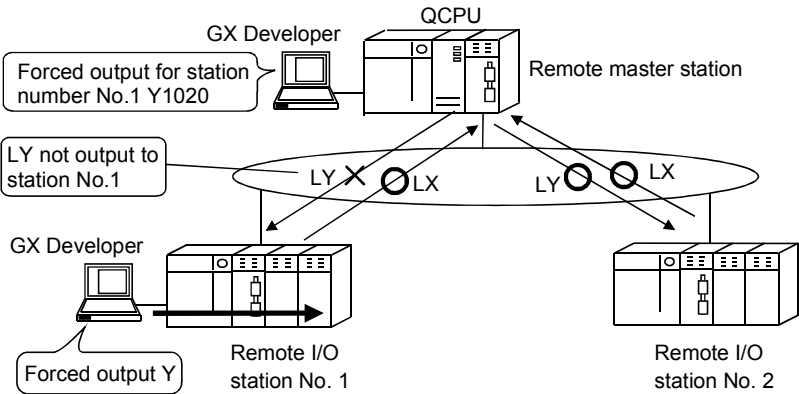 QCPU
GX Developer
Forced output for station
number No.1 Y1020
Remote master station
LY not output to
station No.1
LY
LX
LY
LX
GX Developer
Forced output Y
Remote I/O
station No. 1
Remote I/O
station No. 2